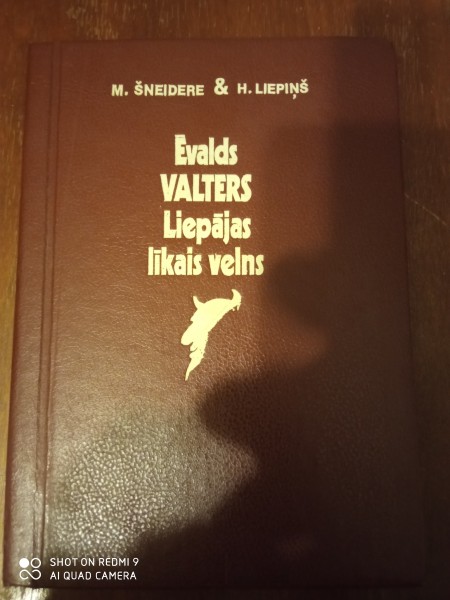 M. ŠNEIDERE & H. LIEPIŅŠ
Ēvalds
VALTERS
Liepājas
līkais velns
SHOT ON REDMI 9
AI QUAD CAMERA